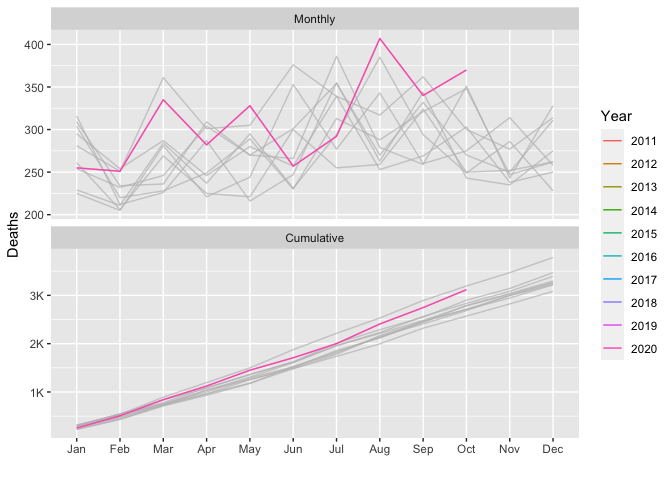 Monthly
400
350
300
250
200
Cumulative
3K
2K
1K
Deaths
Jan Feb Mar Apr May Jun Jul Aug Sep Oct Nov Dec
Year
2011
2012
2013
2014
2015
2016
2017
2018
2019
2020